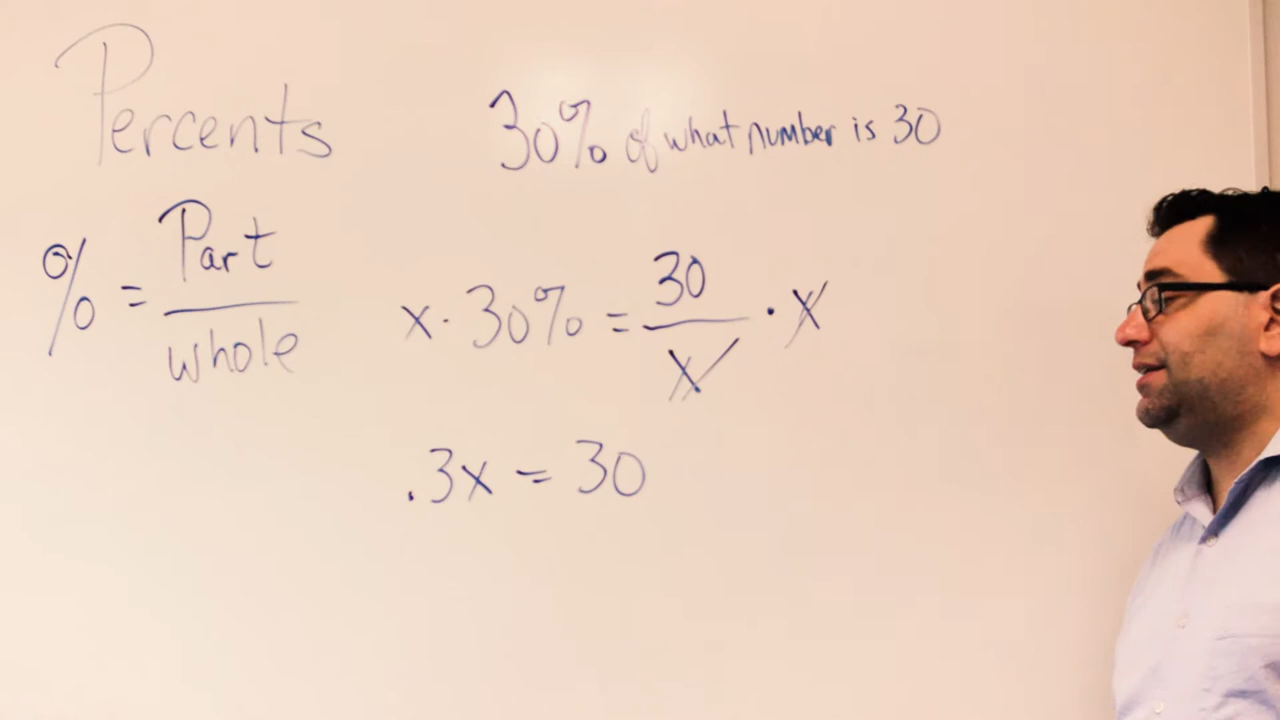 Percents
30% of what number is 30
% = Part / whole
x · 30% = 30 / x · x
.3x = 30